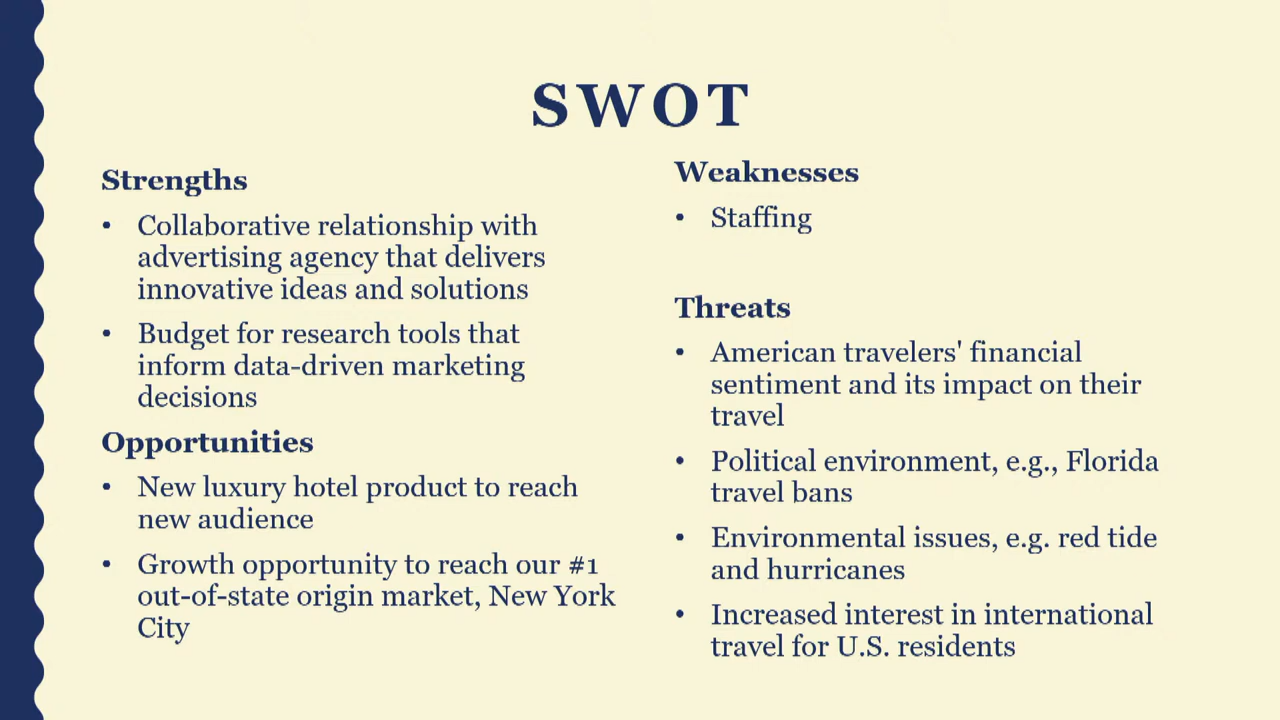 SWOT
Strengths
• Collaborative relationship with
advertising agency that delivers
innovative ideas and solutions
• Budget for research tools that
inform data-driven marketing
decisions
Opportunities
• New luxury hotel product to reach
new audience
• Growth opportunity to reach our #1
out-of-state origin market, New York
City
Weaknesses
• Staffing
Threats
• American travelers' financial
sentiment and its impact on their
travel
• Political environment, e.g., Florida
travel bans
• Environmental issues, e.g. red tide
and hurricanes
• Increased interest in international
travel for U.S. residents